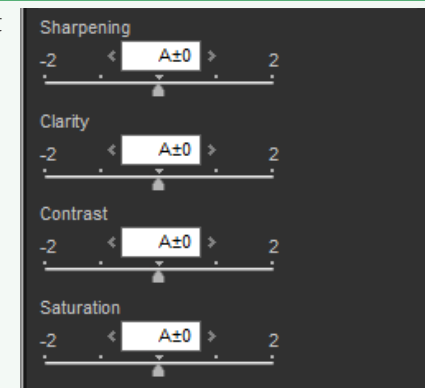 Sharpening
-2 < A±0 > 2
Clarity
-2 < A±0 > 2
Contrast
-2 < A±0 > 2
Saturation
-2 < A±0 > 2